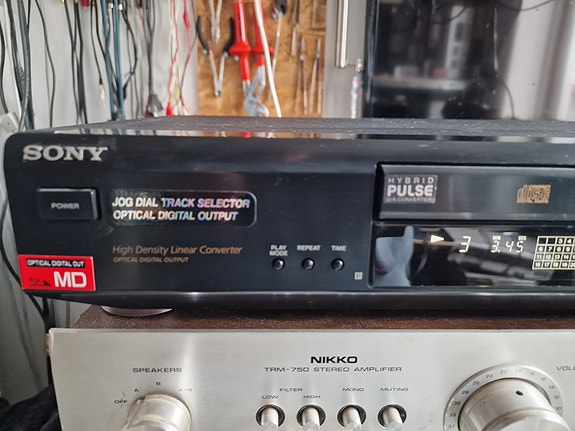 SONY
POWER
JOG DIAL TRACK SELECTOR
OPTICAL DIGITAL OUTPUT
High Density Linear Converter
OPTICAL DIGITAL OUTPUT
PLAY MODE
REPEAT
TIME
OPTICAL DIGITAL OUT
MD
HYBRID
PULSE
D/A CONVERTER
disc
3 3 45
NIKKO
TRM-750 STEREO AMPLIFIER
SPEAKERS
OFF A B A+B
FILTER
LOW HIGH
MONO
MUTING